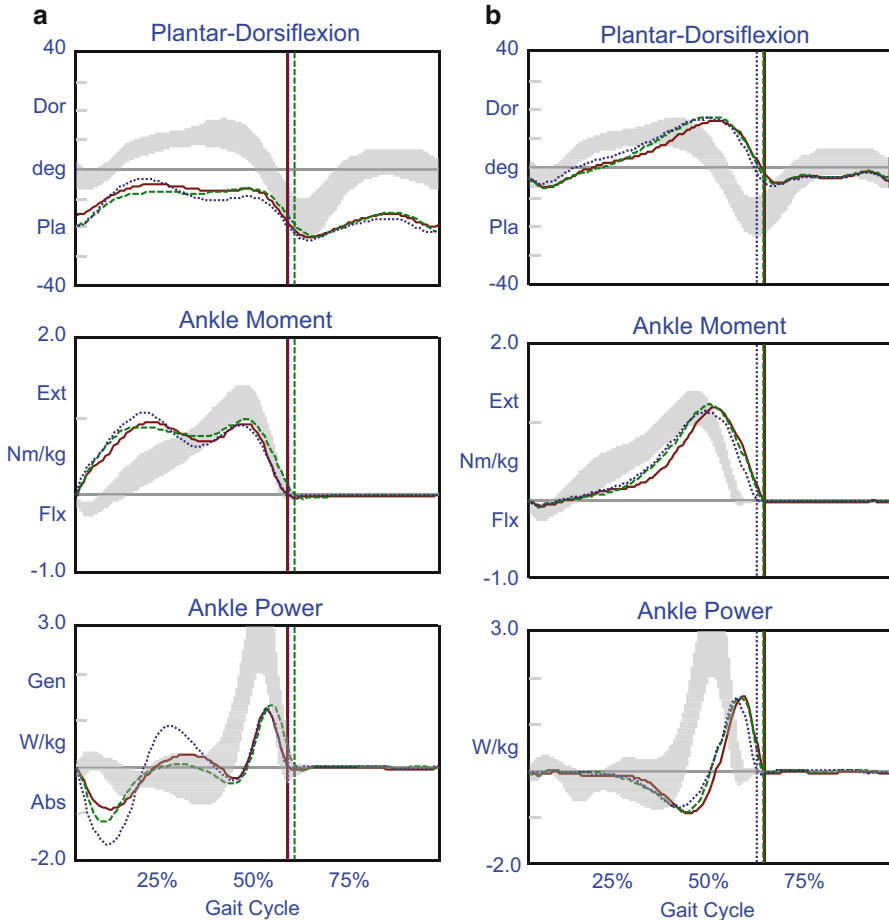 a
Plantar-Dorsiflexion
40
Dor
deg
Pla
-40
Ankle Moment
2.0
Ext
Nm/kg
Flx
-1.0
Ankle Power
3.0
Gen
W/kg
Abs
-2.0
25% 50% 75%
Gait Cycle
b
Plantar-Dorsiflexion
40
Dor
deg
Pla
-40
Ankle Moment
2.0
Ext
Nm/kg
Flx
-1.0
Ankle Power
3.0
W/kg
-2.0
25% 50% 75%
Gait Cycle